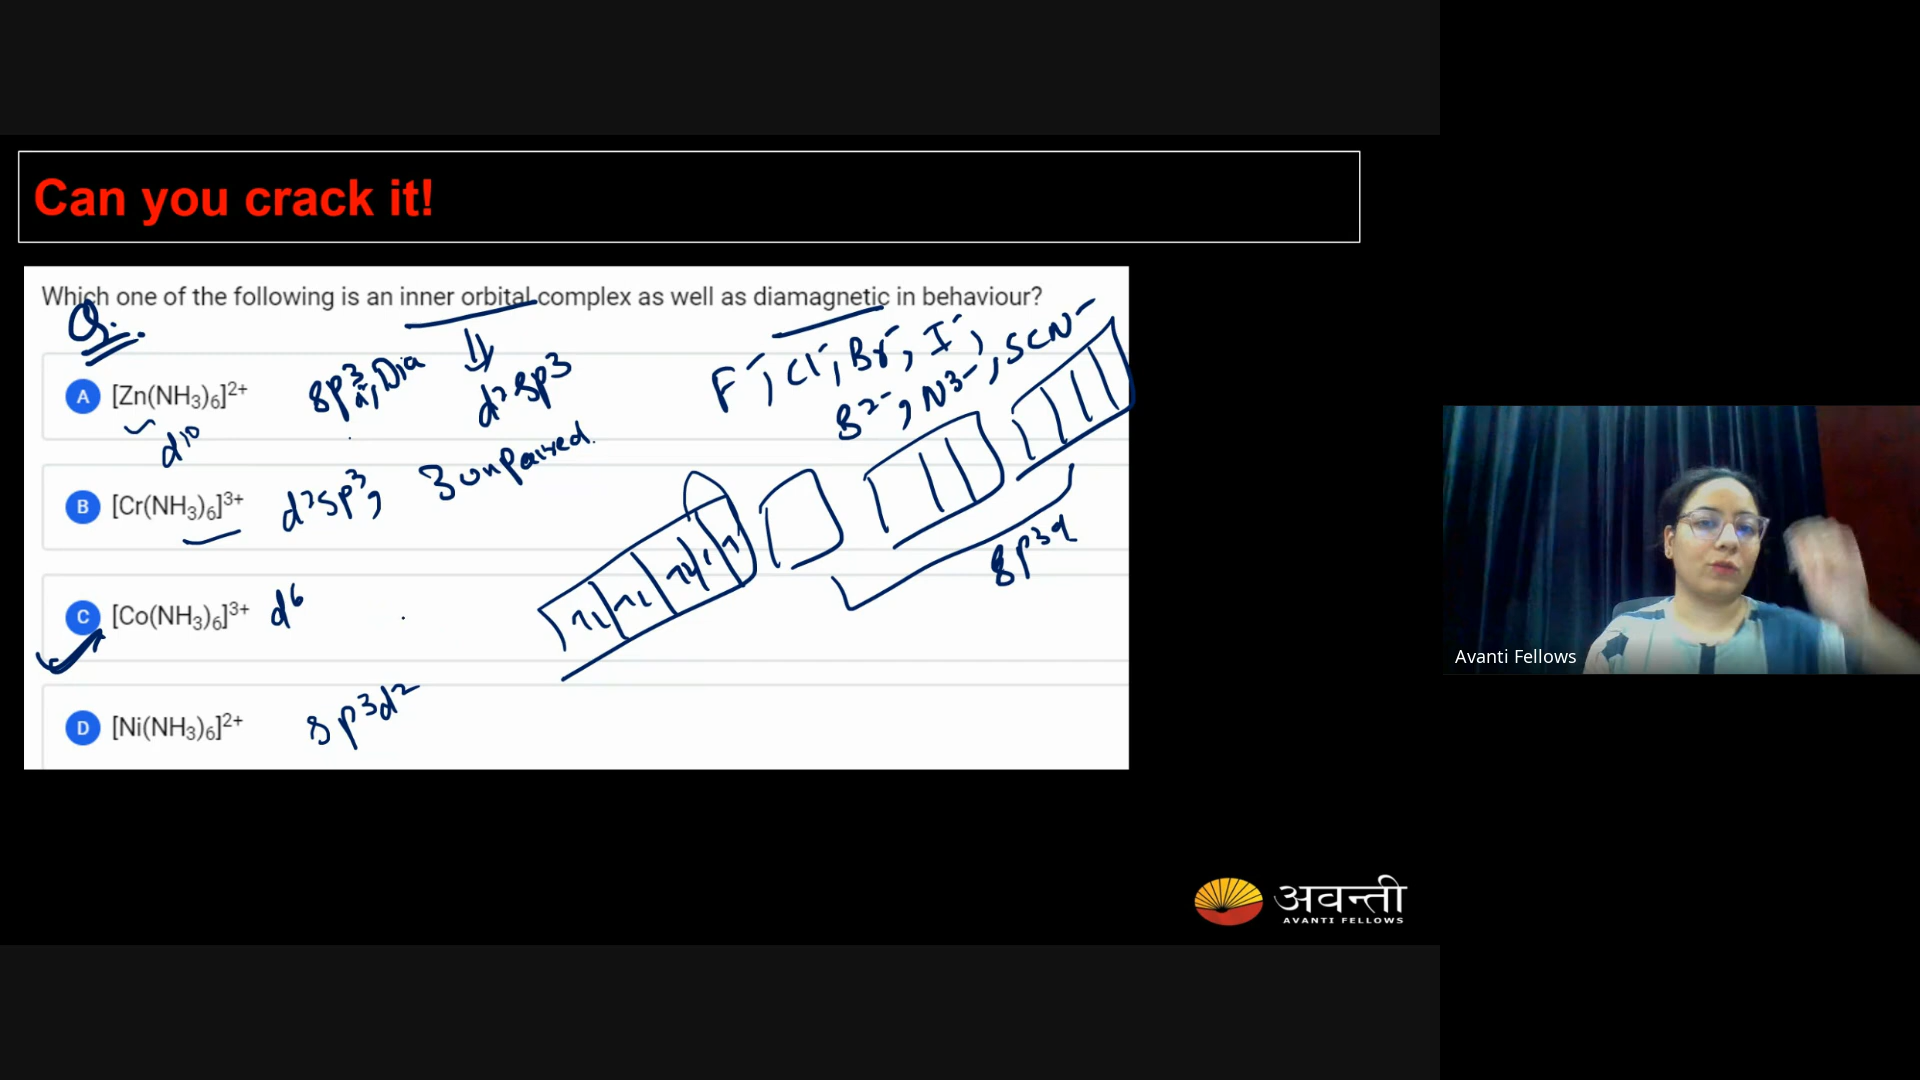 Can you crack it!
Which one of the following is an inner orbital complex as well as diamagnetic in behaviour?
Q.
A [Zn(NH₃)₆]²⁺
d¹⁰
sp³d², Dia
d²sp³
F⁻, Cl⁻, Br⁻, I⁻,
S²⁻, N³⁻, SCN⁻
B [Cr(NH₃)₆]³⁺ d²sp³, 3 unpaired.
C [Co(NH₃)₆]³⁺ d⁶
sp³d
D [Ni(NH₃)₆]²⁺ sp³d²
Avanti Fellows
अवन्ती
AVANTI FELLOWS